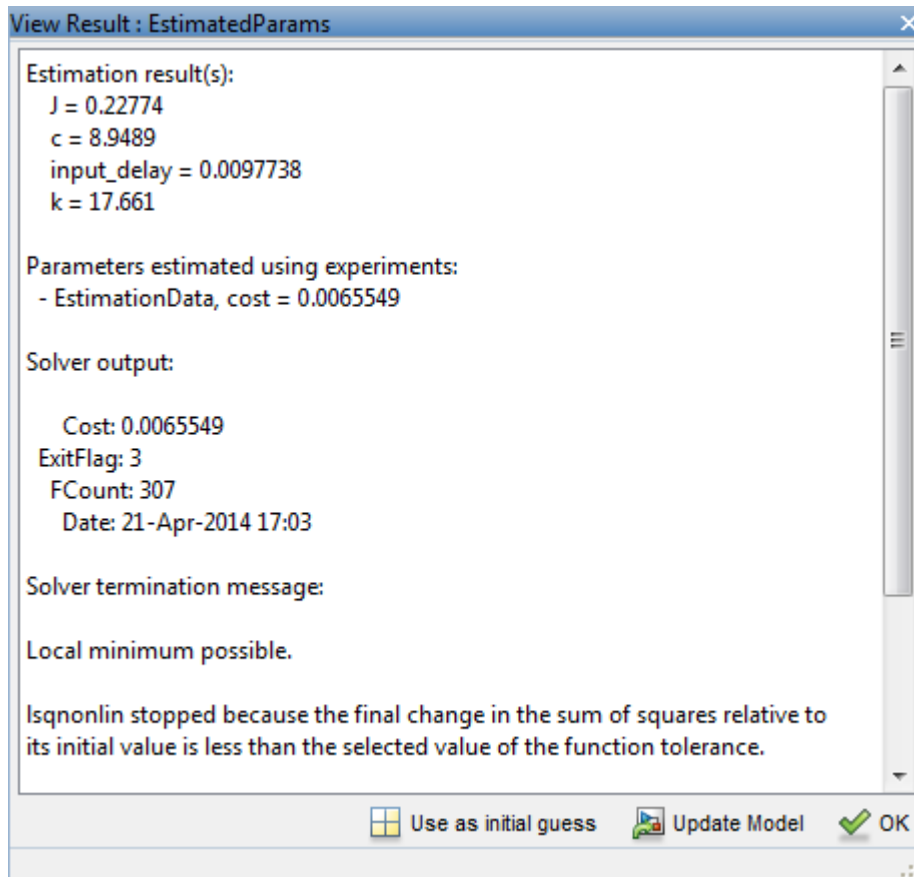 View Result : EstimatedParams
Estimation result(s):
J = 0.22774
c = 8.9489
input_delay = 0.0097738
k = 17.661
Parameters estimated using experiments:
- EstimationData, cost = 0.0065549
Solver output:
Cost: 0.0065549
ExitFlag: 3
FCount: 307
Date: 21-Apr-2014 17:03
Solver termination message:
Local minimum possible.
lsqnonlin stopped because the final change in the sum of squares relative to
its initial value is less than the selected value of the function tolerance.
Use as initial guess Update Model OK